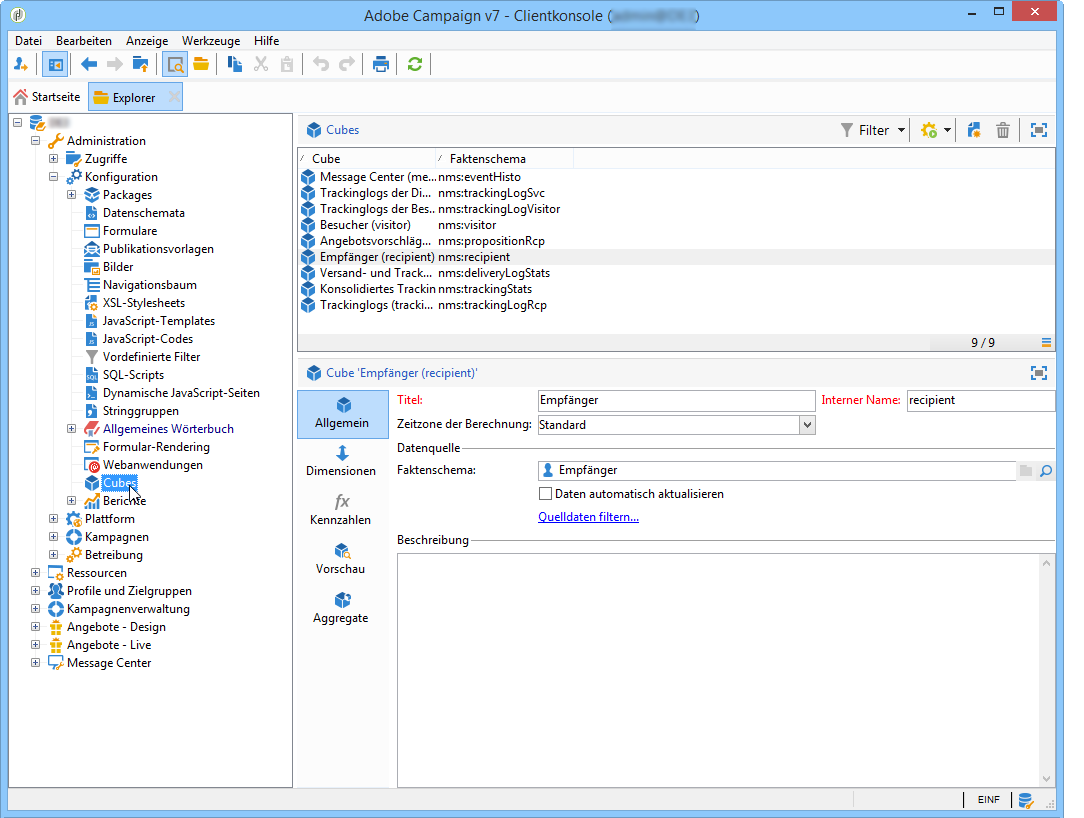 Adobe Campaign v7 - Clientkonsole ( )
Datei Bearbeiten Anzeige Werkzeuge Hilfe
Startseite Explorer
Administration
Zugriffe
Konfiguration
Packages
Datenschemata
Formulare
Publikationsvorlagen
Bilder
Navigationsbaum
XSL-Stylesheets
JavaScript-Templates
JavaScript-Codes
Vordefinierte Filter
SQL-Scripts
Dynamische JavaScript-Seiten
Stringgruppen
Allgemeines Wörterbuch
Formular-Rendering
Webanwendungen
Cubes
Berichte
Plattform
Kampagnen
Betreibung
Ressourcen
Profile und Zielgruppen
Kampagnenverwaltung
Angebote - Design
Angebote - Live
Message Center
Cubes Filter
Cube Faktenschema
Message Center (me... nms:eventHisto
Trackinglogs der Di... nms:trackingLogSvc
Trackinglogs der Bes.. nms:trackingLogVisitor
Besucher (visitor) nms:visitor
Angebotsvorschläg... nms:propositionRcp
Empfänger (recipient) nms:recipient
Versand- und Track... nms:deliveryLogStats
Konsolidiertes Trackin nms:trackingStats
Trackinglogs (tracki... nms:trackingLogRcp
9 / 9
Cube 'Empfänger (recipient)'
Allgemein
Dimensionen
fx
Kennzahlen
Vorschau
Aggregate
Titel: Empfänger Interner Name: recipient
Zeitzone der Berechnung: Standard
Datenquelle
Faktenschema: Empfänger
Daten automatisch aktualisieren
Quelldaten filtern...
Beschreibung
EINF